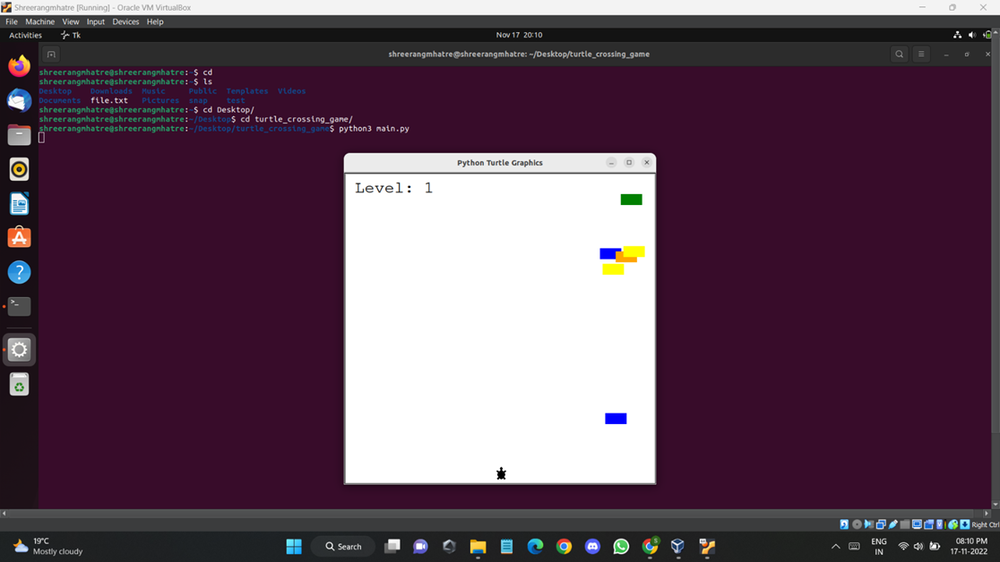 Shreerangmhatre [Running] - Oracle VM VirtualBox
File Machine View Input Devices Help
Activities Tk Nov 17 20:10
shreerangmhatre@shreerangmhatre: ~/Desktop/turtle_crossing_game
shreerangmhatre@shreerangmhatre:~$ cd
shreerangmhatre@shreerangmhatre:~$ ls
Desktop Downloads Music Public Templates Videos
Documents file.txt Pictures snap test
shreerangmhatre@shreerangmhatre:~$ cd Desktop/
shreerangmhatre@shreerangmhatre:~/Desktop$ cd turtle_crossing_game/
shreerangmhatre@shreerangmhatre:~/Desktop/turtle_crossing_game$ python3 main.py
Python Turtle Graphics
Level: 1
Right Ctrl
19°C
Mostly cloudy
Search
ENG
IN
08:10 PM
17-11-2022